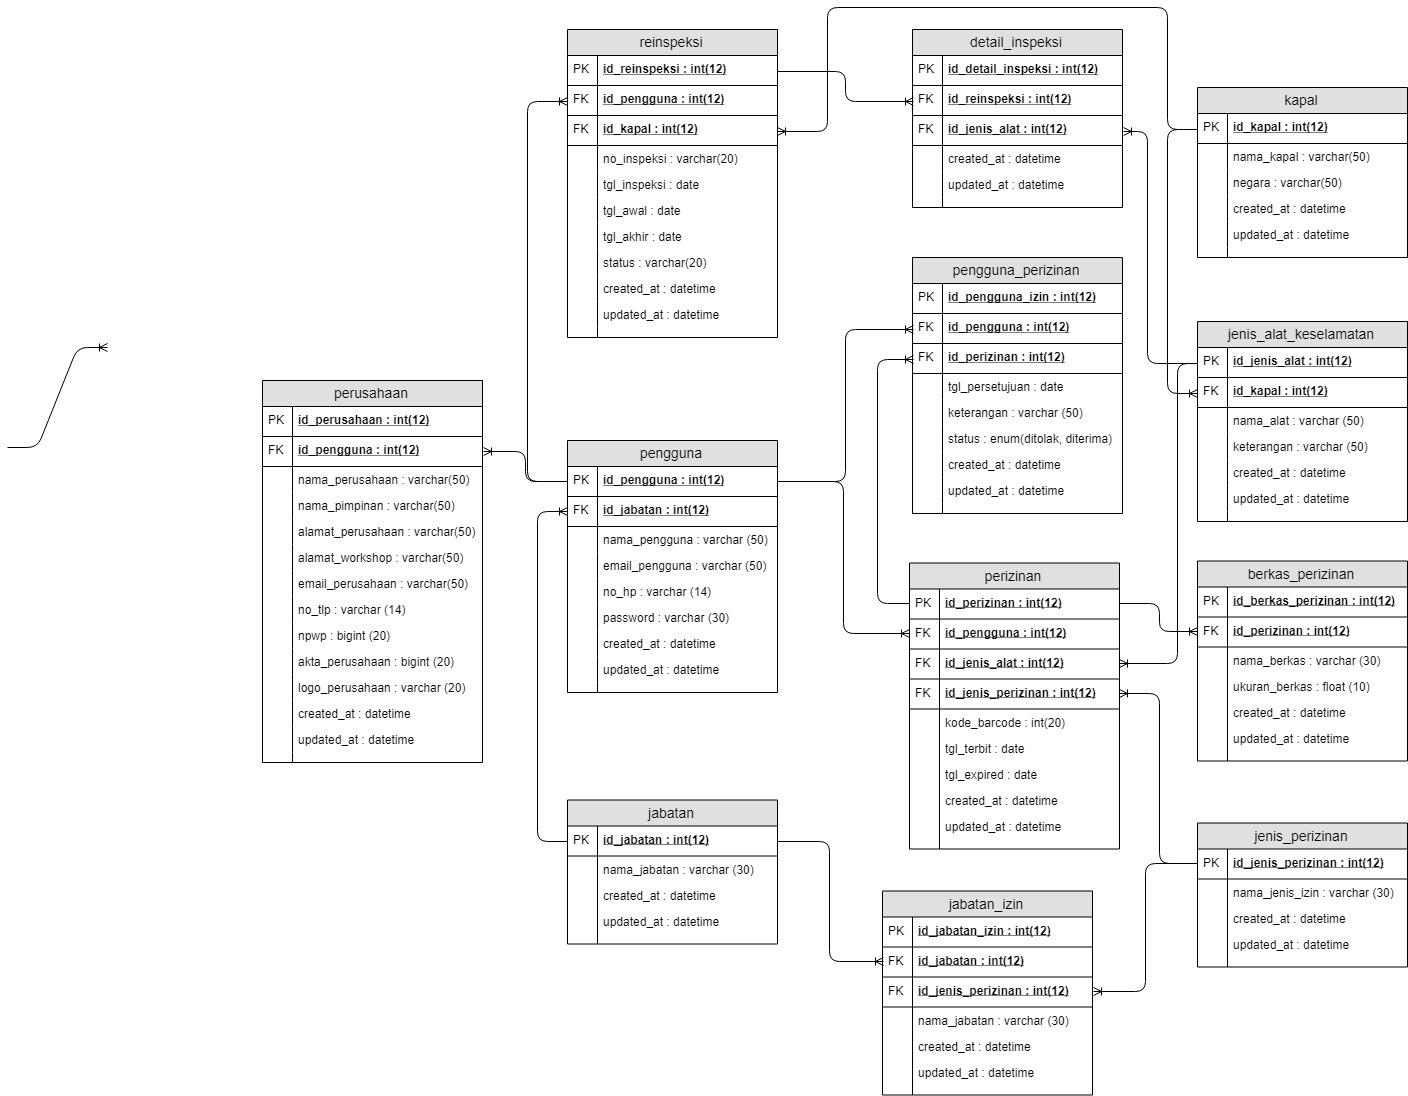 reinspeksi
PK id_reinspeksi : int(12)
FK id_pengguna : int(12)
FK id_kapal : int(12)
no_inspeksi : varchar(20)
tgl_inspeksi : date
tgl_awal : date
tgl_akhir : date
status : varchar(20)
created_at : datetime
updated_at : datetime
detail_inspeksi
PK id_detail_inspeksi : int(12)
FK id_reinspeksi : int(12)
FK id_jenis_alat : int(12)
created_at : datetime
updated_at : datetime
kapal
PK id_kapal : int(12)
nama_kapal : varchar(50)
negara : varchar(50)
created_at : datetime
updated_at : datetime
pengguna_perizinan
PK id_pengguna_izin : int(12)
FK id_pengguna : int(12)
FK id_perizinan : int(12)
tgl_persetujuan : date
keterangan : varchar (50)
status : enum(ditolak, diterima)
created_at : datetime
updated_at : datetime
jenis_alat_keselamatan
PK id_jenis_alat : int(12)
FK id_kapal : int(12)
nama_alat : varchar (50)
keterangan : varchar (50)
created_at : datetime
updated_at : datetime
perusahaan
PK id_perusahaan : int(12)
FK id_pengguna : int(12)
nama_perusahaan : varchar(50)
nama_pimpinan : varchar(50)
alamat_perusahaan : varchar(50)
alamat_workshop : varchar(50)
email_perusahaan : varchar(50)
no_tlp : varchar (14)
npwp : bigint (20)
akta_perusahaan : bigint (20)
logo_perusahaan : varchar (20)
created_at : datetime
updated_at : datetime
pengguna
PK id_pengguna : int(12)
FK id_jabatan : int(12)
nama_pengguna : varchar (50)
email_pengguna : varchar (50)
no_hp : varchar (14)
password : varchar (30)
created_at : datetime
updated_at : datetime
perizinan
PK id_perizinan : int(12)
FK id_pengguna : int(12)
FK id_jenis_alat : int(12)
FK id_jenis_perizinan : int(12)
kode_barcode : int(20)
tgl_terbit : date
tgl_expired : date
created_at : datetime
updated_at : datetime
berkas_perizinan
PK id_berkas_perizinan : int(12)
FK id_perizinan : int(12)
nama_berkas : varchar (30)
ukuran_berkas : float (10)
created_at : datetime
updated_at : datetime
jabatan
PK id_jabatan : int(12)
nama_jabatan : varchar (30)
created_at : datetime
updated_at : datetime
jabatan_izin
PK id_jabatan_izin : int(12)
FK id_jabatan : int(12)
FK id_jenis_perizinan : int(12)
nama_jabatan : varchar (30)
created_at : datetime
updated_at : datetime
jenis_perizinan
PK id_jenis_perizinan : int(12)
nama_jenis_izin : varchar (30)
created_at : datetime
updated_at : datetime